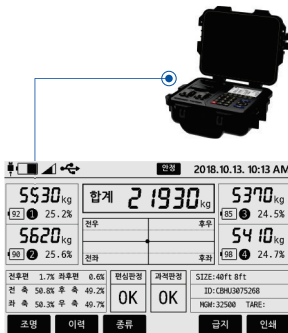 안정 2018.10.13. 10:13 AM
5530kg 합계 21930kg 5370kg
92 1 25.2% 85 3 24.5%
전우 후우
5620kg 5410kg
90 2 25.6% 전좌 후좌 98 4 24.7%
전후편 1.7% 좌후편 0.6% 편심판정 과적판정 SIZE:40ft 8ft
전 축 50.8% 후 축 49.2% OK OK ID:CBHU3075268
좌 측 50.3% 우 측 49.7% MGW:32500 TARE:
조명 이력 종류 급지 인쇄